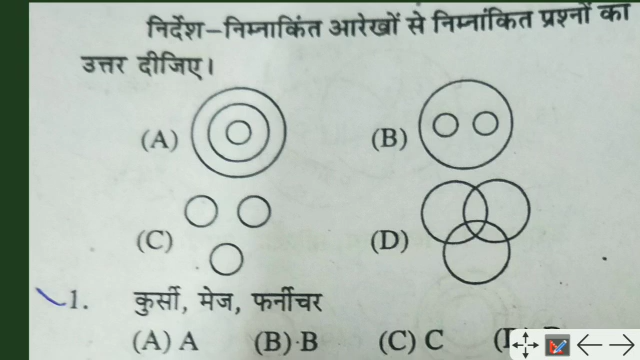 निर्देश–निम्नाकिंत आरेखों से निम्नांकित प्रश्नों का
उत्तर दीजिए।
(A) (B)
(C) (D)
1. कुर्सी, मेज, फर्नीचर
(A) A (B) B (C) C